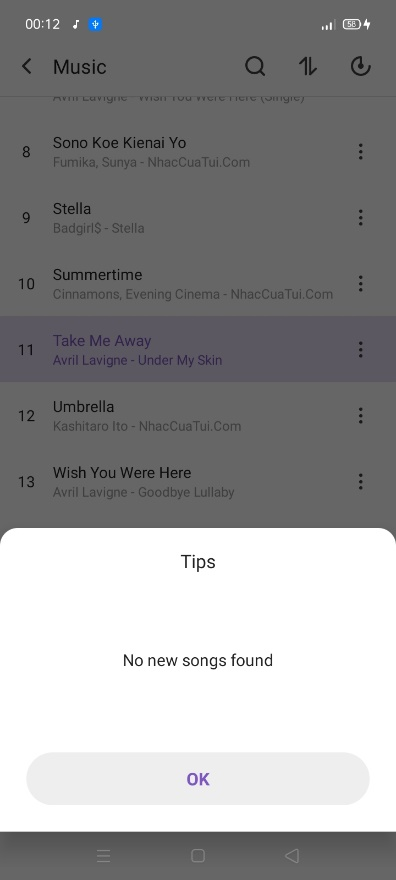 00:12
58
Music
Avril Lavigne - Wish You Were Here (Single)
8
Sono Koe Kienai Yo
Fumika, Sunya - NhacCuaTui.Com
9
Stella
Badgirl$ - Stella
10
Summertime
Cinnamons, Evening Cinema - NhacCuaTui.Com
11
Take Me Away
Avril Lavigne - Under My Skin
12
Umbrella
Kashitaro Ito - NhacCuaTui.Com
13
Wish You Were Here
Avril Lavigne - Goodbye Lullaby
Tips
No new songs found
OK